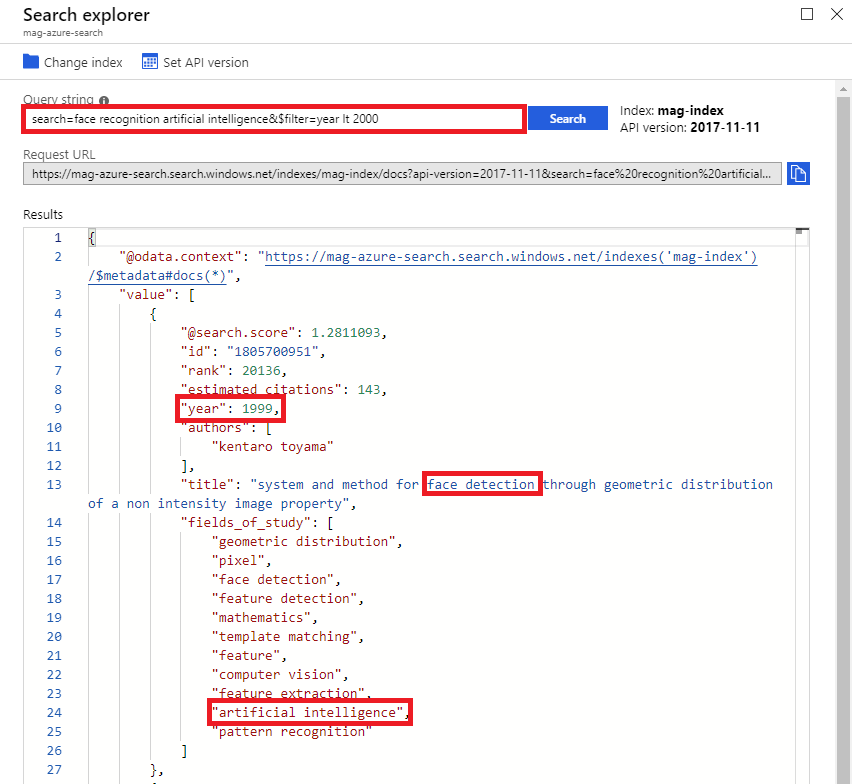 Search explorer
mag-azure-search
Change index
Set API version
Query string
search=face recognition artificial intelligence&$filter=year lt 2000
Search
Index: mag-index
API version: 2017-11-11
Request URL
https://mag-azure-search.search.windows.net/indexes/mag-index/docs?api-version=2017-11-11&search=face%20recognition%20artificial...
Results
1 {
2 "@odata.context": "https://mag-azure-search.search.windows.net/indexes('mag-index')
/$metadata#docs(*)",
3 "value": [
4 {
5 "@search.score": 1.2811093,
6 "id": "1805700951",
7 "rank": 20136,
8 "estimated_citations": 143,
9 "year": 1999,
10 "authors": [
11 "kentaro toyama"
12 ],
13 "title": "system and method for face detection through geometric distribution
of a non intensity image property",
14 "fields_of_study": [
15 "geometric distribution",
16 "pixel",
17 "face detection",
18 "feature detection",
19 "mathematics",
20 "template matching",
21 "feature",
22 "computer vision",
23 "feature extraction",
24 "artificial intelligence",
25 "pattern recognition"
26 ]
27 },